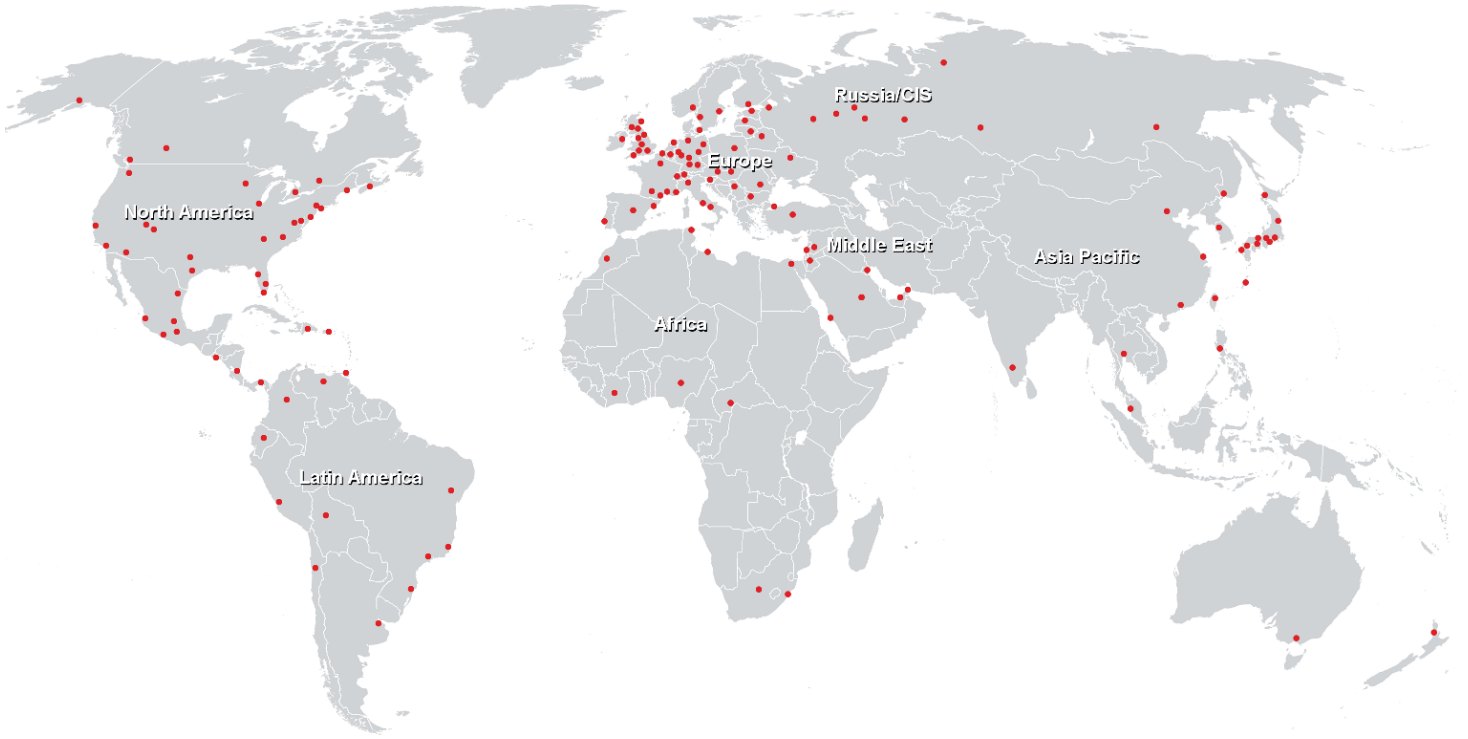 Russia/CIS
Europe
North America
Middle East
Asia Pacific
Africa
Latin America